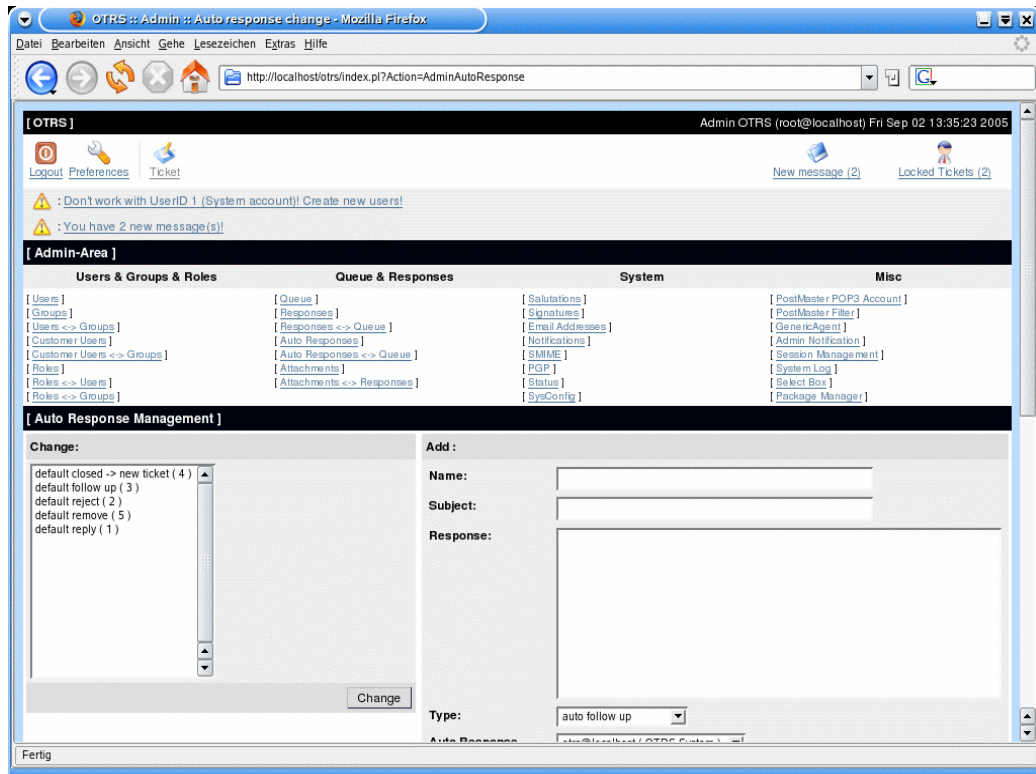 OTRS :: Admin :: Auto response change - Mozilla Firefox
Datei Bearbeiten Ansicht Gehe Lesezeichen Extras Hilfe
http://localhost/otrs/index.pl?Action=AdminAutoResponse
G
[ OTRS ] Admin OTRS (root@localhost) Fri Sep 02 13:35:23 2005
Logout Preferences Ticket New message (2) Locked Tickets (2)
: Don't work with UserID 1 (System account)! Create new users!
: You have 2 new message(s)!
[ Admin-Area ]
Users & Groups & Roles Queue & Responses System Misc
[ Users ] [ Queue ] [ Salutations ] [ PostMaster POP3 Account ]
[ Groups ] [ Responses ] [ Signatures ] [ PostMaster Filter ]
[ Users <-> Groups ] [ Responses <-> Queue ] [ Email Addresses ] [ GenericAgent ]
[ Customer Users ] [ Auto Responses ] [ Notifications ] [ Admin Notification ]
[ Customer Users <-> Groups ] [ Auto Responses <-> Queue ] [ SMIME ] [ Session Management ]
[ Roles ] [ Attachments ] [ PGP ] [ System Log ]
[ Roles <-> Users ] [ Attachments <-> Responses ] [ Status ] [ Select Box ]
[ Roles <-> Groups ] [ SysConfig ] [ Package Manager ]
[ Auto Response Management ]
Change:
default closed -> new ticket ( 4 )
default follow up ( 3 )
default reject ( 2 )
default remove ( 5 )
default reply ( 1 )
Change
Add :
Name:
Subject:
Response:
Type: auto follow up
Auto Response otrs@localhost ( OTRS System )
Fertig